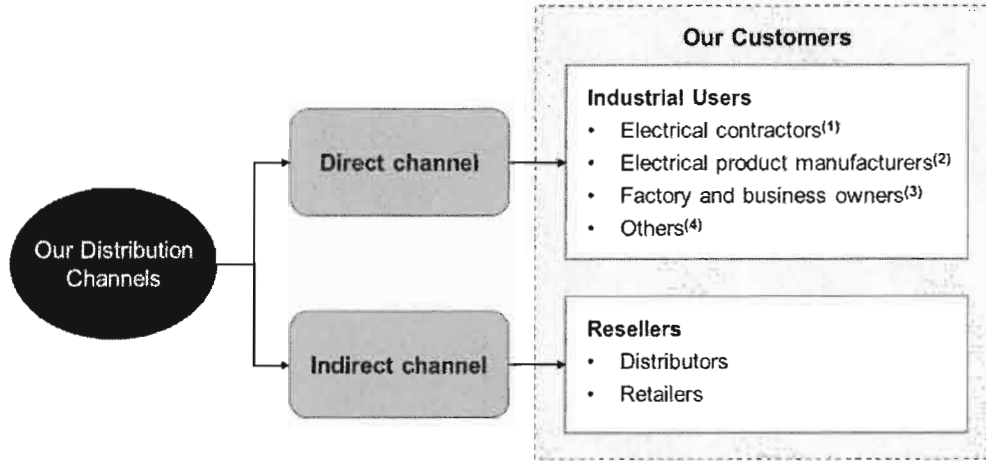 Our Customers
Industrial Users
• Electrical contractors(1)
• Electrical product manufacturers(2)
• Factory and business owners(3)
• Others(4)
Direct channel
Our Distribution
Channels
Indirect channel
Resellers
• Distributors
• Retailers